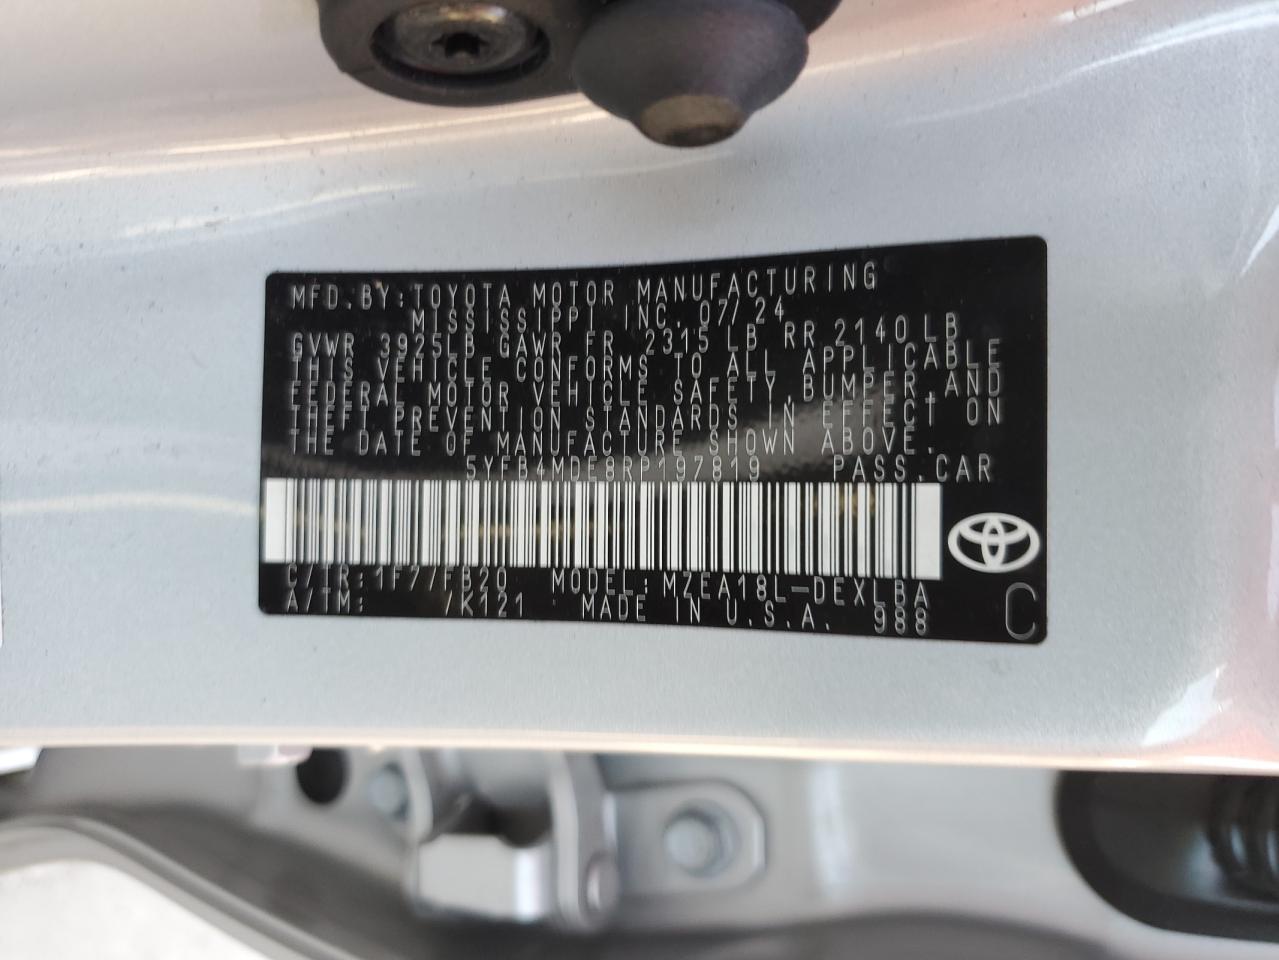 MFD.BY:TOYOTA MOTOR MANUFACTURING
MISSISSIPPI INC. 07/24
GVWR 3925LB GAWR FR 2315 LB RR 2140LB
THIS VEHICLE CONFORMS TO ALL APPLICABLE
FEDERAL MOTOR VEHICLE SAFETY,BUMPER,AND
THEFT PREVENTION STANDARDS IN EFFECT ON
THE DATE OF MANUFACTURE SHOWN ABOVE.
5YFB4MDE8RP197819 PASS.CAR
C/TR:1F7/FB20 MODEL:MZEA18L-DEXLBA
A/TM: /K121 MADE IN U.S.A. 988
C